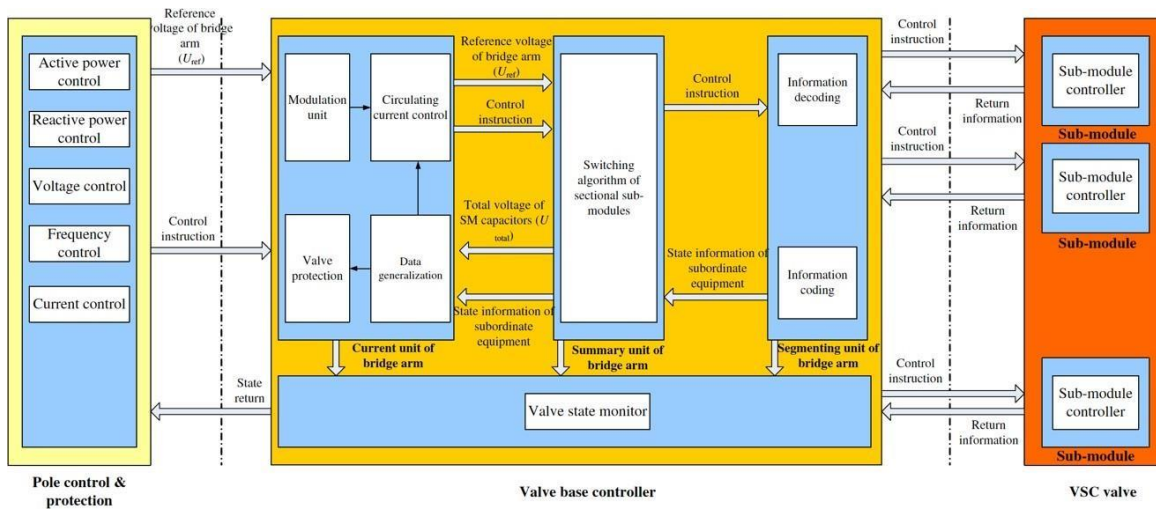 Reference
voltage of bridge
arm
(Uref)
Active power
control
Reactive power
control
Voltage control
Frequency
control
Current control
Control
instruction
State
return
Pole control &
protection
Modulation
unit
Circulating
current control
Valve
protection
Data
generalization
Current unit of
bridge arm
Reference voltage
of bridge arm
(Uref)
Control
instruction
Total voltage of
SM capacitors (U
total)
State information of
subordinate
equipment
Switching
algorithm of
sectional sub-
modules
Summary unit of
bridge arm
Control
instruction
State information of
subordinate
equipment
Information
decoding
Information
coding
Segmenting unit of
bridge arm
Valve state monitor
Valve base controller
Control
instruction
Return
information
Control
instruction
Return
information
Control
instruction
Return
information
Sub-module
controller
Sub-module
Sub-module
controller
Sub-module
Sub-module
controller
Sub-module
VSC valve